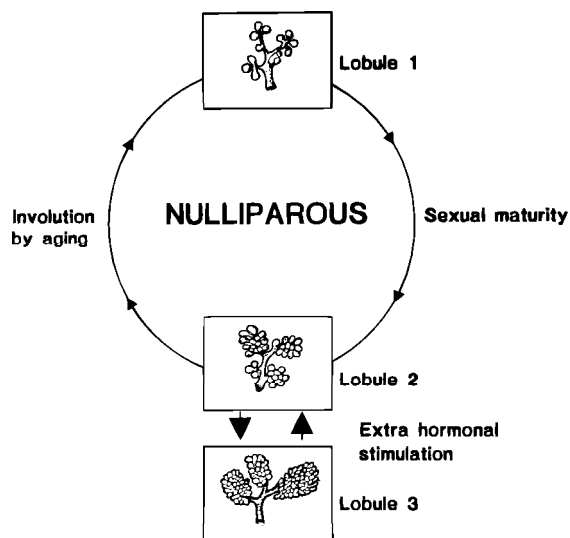 Lobule 1
NULLIPAROUS
Involution
by aging
Sexual maturity
Lobule 2
Extra hormonal
stimulation
Lobule 3